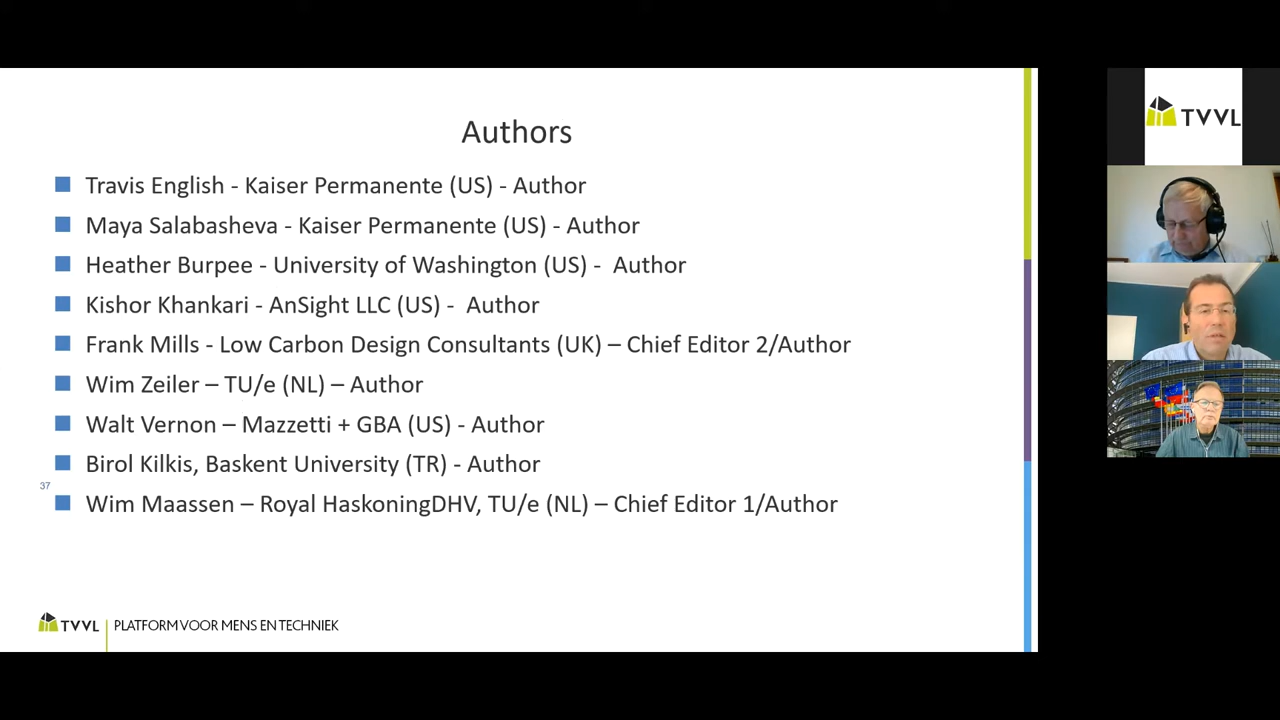 Authors
Travis English - Kaiser Permanente (US) - Author
Maya Salabasheva - Kaiser Permanente (US) - Author
Heather Burpee - University of Washington (US) - Author
Kishor Khankari - AnSight LLC (US) - Author
Frank Mills - Low Carbon Design Consultants (UK) – Chief Editor 2/Author
Wim Zeiler – TU/e (NL) – Author
Walt Vernon – Mazzetti + GBA (US) - Author
Birol Kilkis, Baskent University (TR) - Author
37
Wim Maassen – Royal HaskoningDHV, TU/e (NL) – Chief Editor 1/Author
TVVL PLATFORM VOOR MENS EN TECHNIEK
TVVL